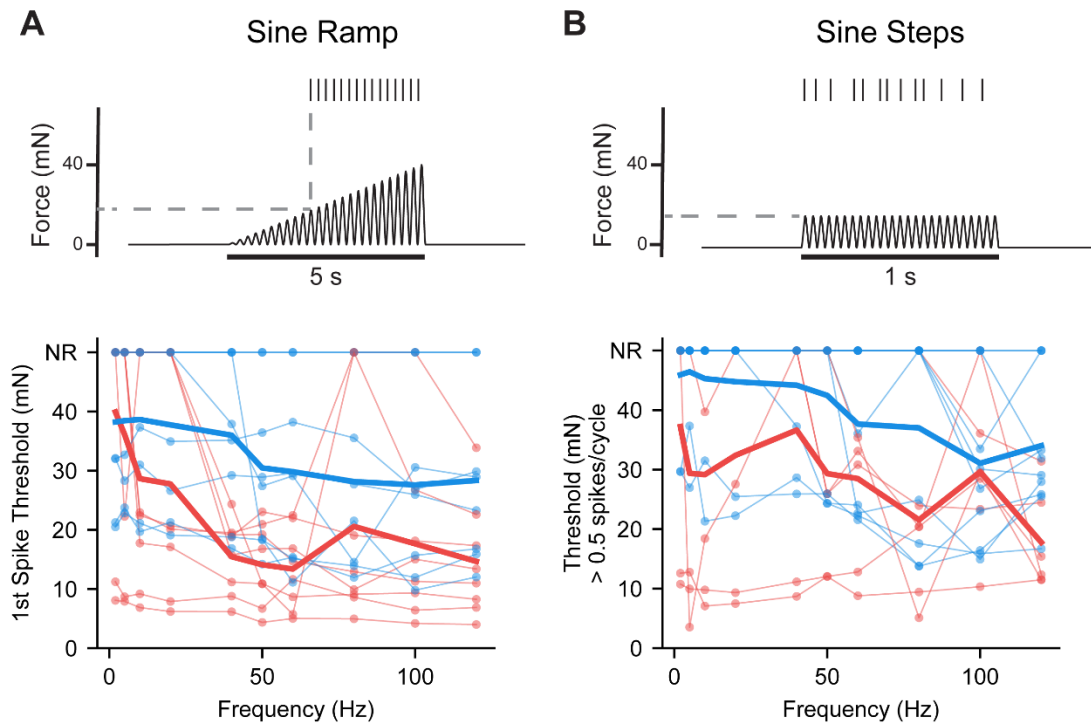 A
Sine Ramp
Force (mN)
40
0
5 s
1st Spike Threshold (mN)
NR
40
30
20
10
0
0
50
100
Frequency (Hz)
B
Sine Steps
Force (mN)
40
0
1 s
Threshold (mN)
> 0.5 spikes/cycle
NR
40
30
20
10
0
0
50
100
Frequency (Hz)